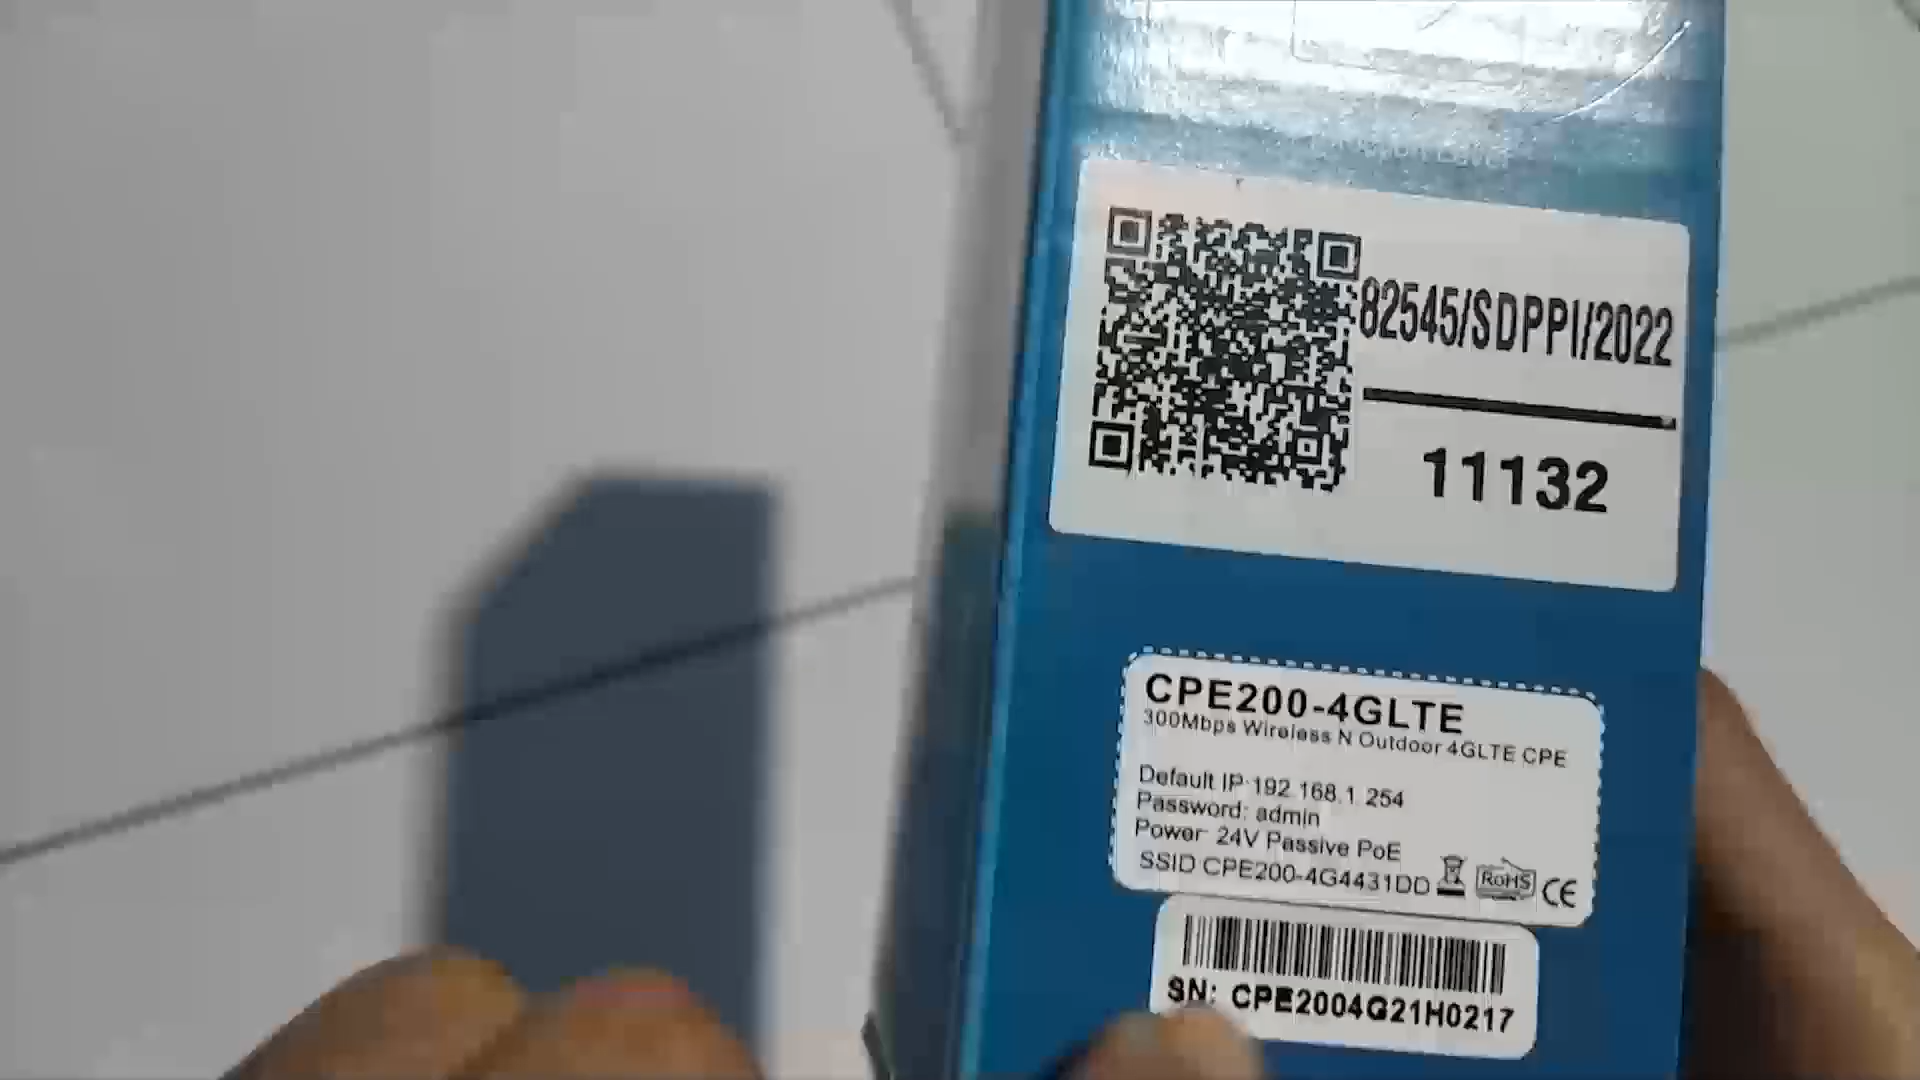 82545/SDPPI/2022
11132
CPE200-4GLTE
300Mbps Wireless N Outdoor 4GLTE CPE
Default IP:192.168.1.254
Password: admin
Power: 24V Passive PoE
SSID CPE200-4G4431DD
RoHS CE
SN: CPE2004G21H0217